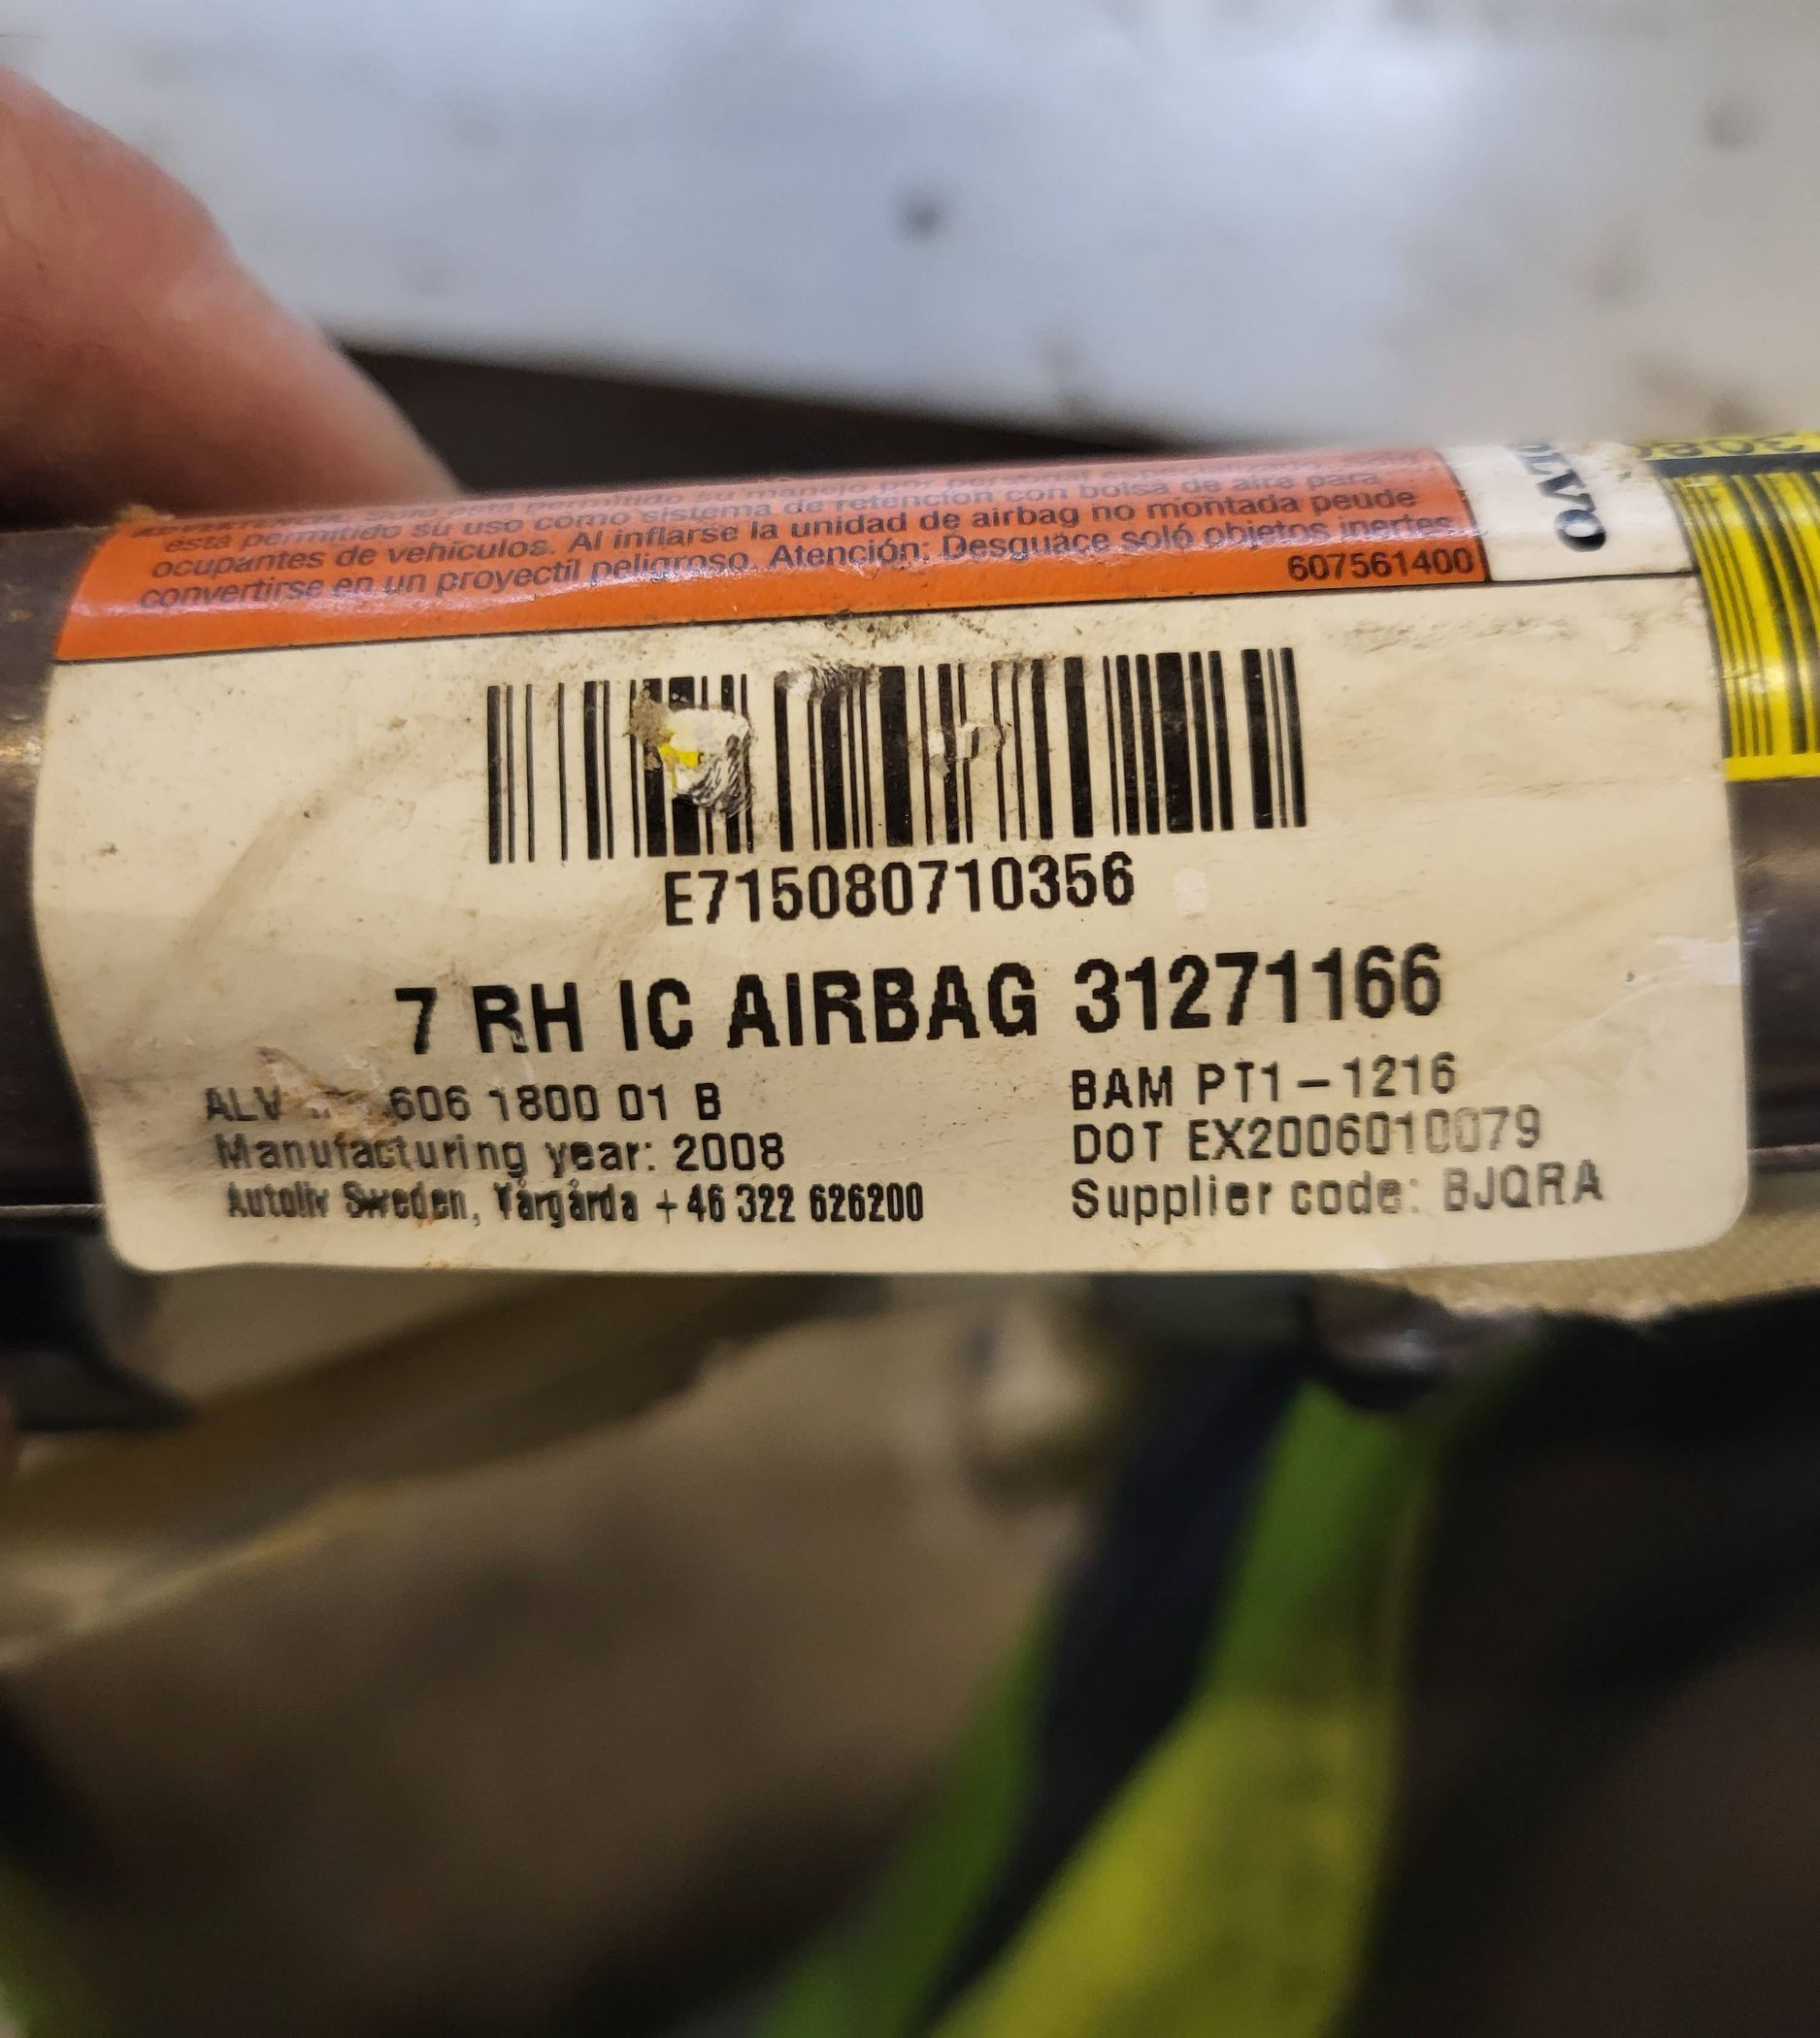 está permitido su uso como sistema de retención con bolsa de aire para
ocupantes de vehículos. Al inflarse la unidad de airbag no montada peude
convertirse en un proyectil peligroso. Atención: Desguace soló objetos inertes
607561400
E715080710356
7 RH IC AIRBAG 31271166
ALV 606 1800 01 B
Manufacturing year: 2008
Autoliv Sweden, Vårgårda +46 322 626200
BAM PT1-1216
DOT EX2006010079
Supplier code: BJQRA